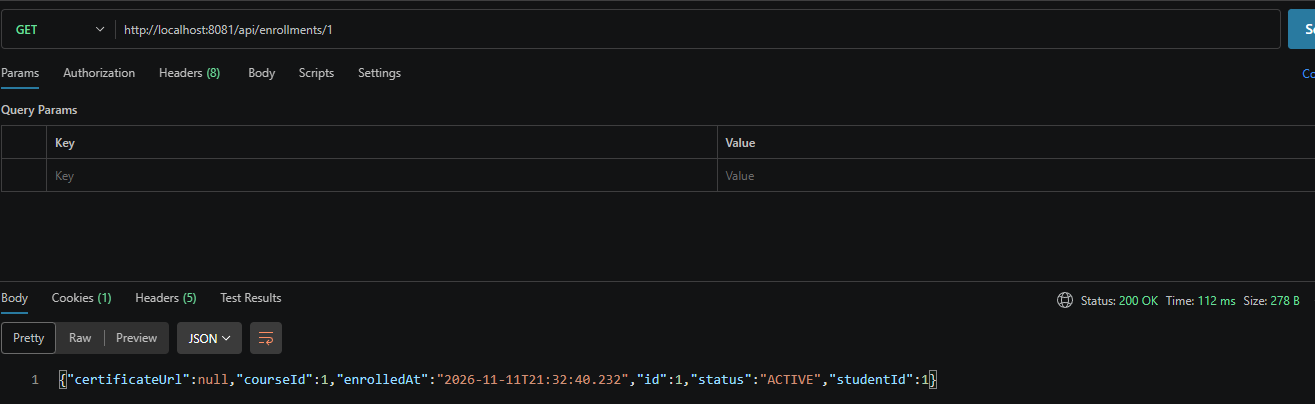 GET http://localhost:8081/api/enrollments/1
Params Authorization Headers (8) Body Scripts Settings
Query Params
Key Value
Key Value
Body Cookies (1) Headers (5) Test Results Status: 200 OK Time: 112 ms Size: 278 B
Pretty Raw Preview JSON
1 {"certificateUrl":null,"courseId":1,"enrolledAt":"2026-11-11T21:32:40.232","id":1,"status":"ACTIVE","studentId":1}